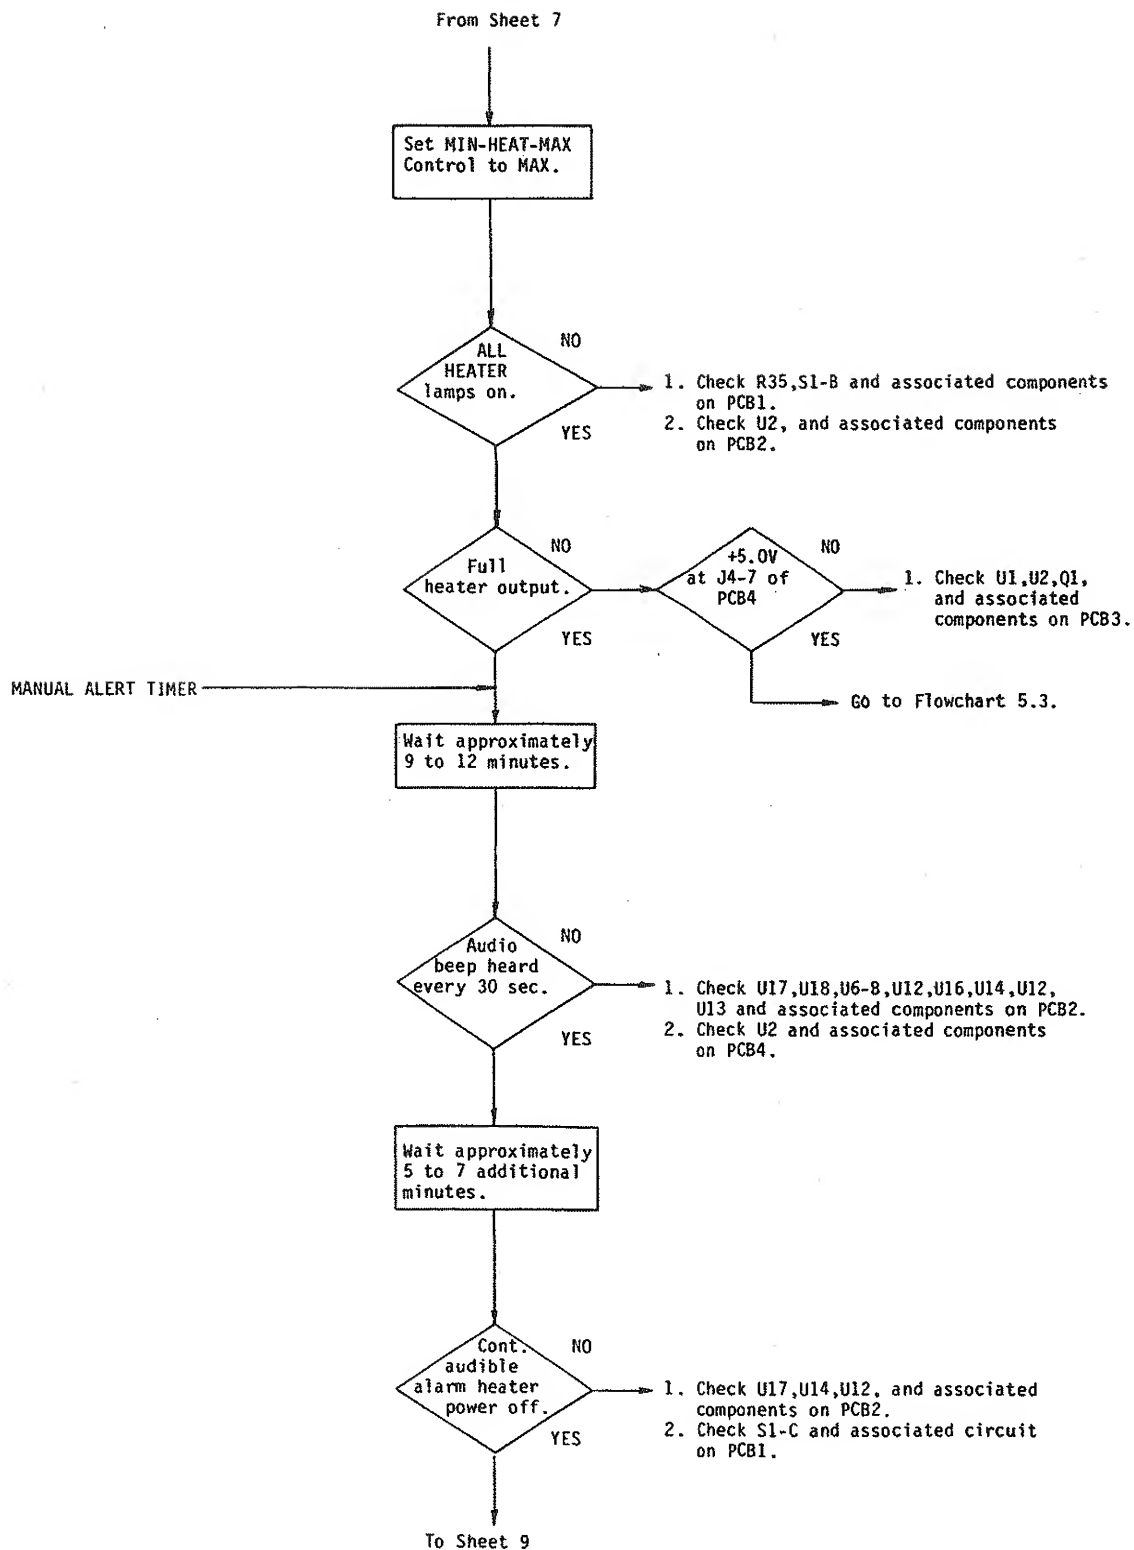 From Sheet 7
Set MIN-HEAT-MAX
Control to MAX.
ALL
HEATER
lamps on.
NO
YES
1. Check R35,S1-B and associated components
on PCB1.
2. Check U2, and associated components
on PCB2.
Full
heater output.
NO
YES
+5.0V
at J4-7 of
PCB4
NO
YES
1. Check U1,U2,Q1,
and associated
components on PCB3.
Go to Flowchart 5.3.
MANUAL ALERT TIMER
Wait approximately
9 to 12 minutes.
Audio
beep heard
every 30 sec.
NO
YES
1. Check U17,U18,U6-B,U12,U16,U14,U12,
U13 and associated components on PCB2.
2. Check U2 and associated components
on PCB4.
Wait approximately
5 to 7 additional
minutes.
Cont.
audible
alarm heater
power off.
NO
YES
1. Check U17,U14,U12, and associated
components on PCB2.
2. Check S1-C and associated circuit
on PCB1.
To Sheet 9